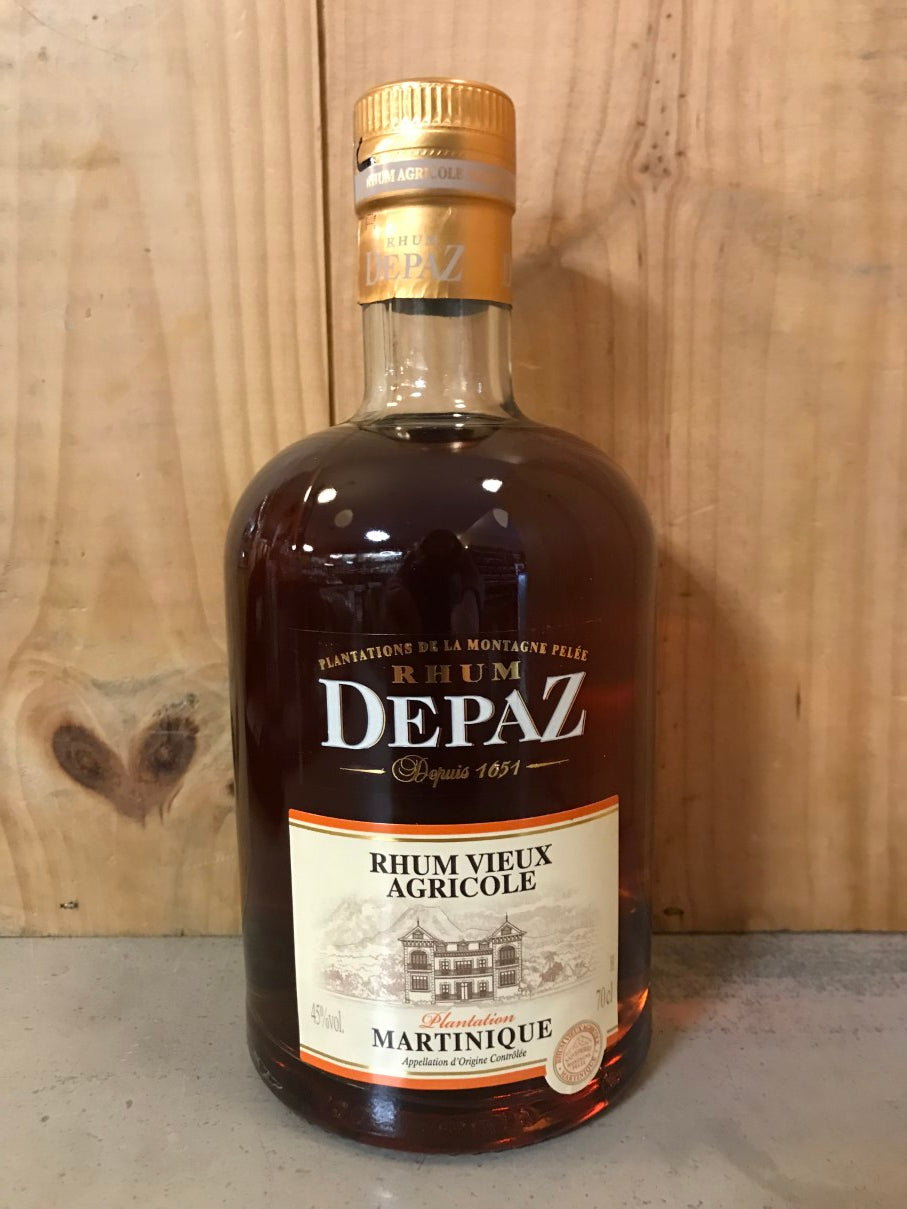 RHUM AGRICOLE
RHUM
DEPAZ
PLANTATIONS DE LA MONTAGNE PELÉE
RHUM
DEPAZ
Depuis 1651
RHUM VIEUX
AGRICOLE
45%vol.
70cl
Plantation
MARTINIQUE
Appellation d'Origine Contrôlée
MARTINIQUE